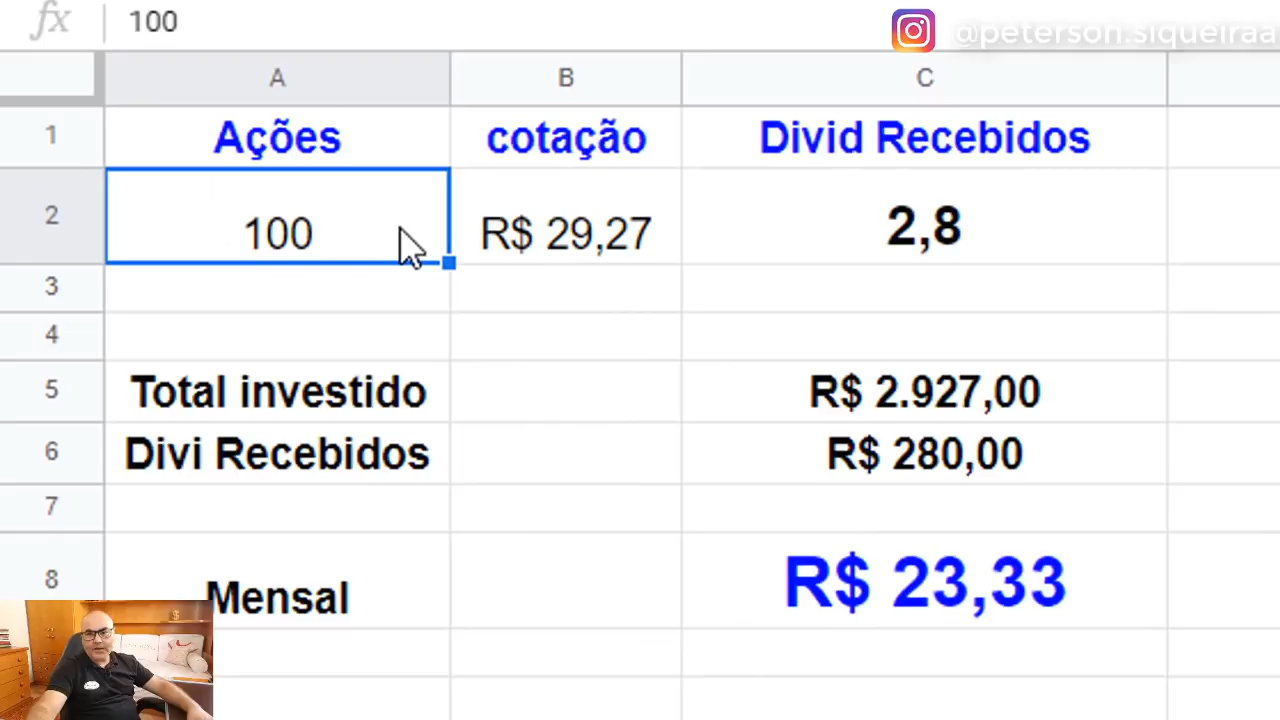 fx 100
@peterson.siqueiraa
A B C
1 Ações cotação Divid Recebidos
2 100 R$ 29,27 2,8
3
4
5 Total investido R$ 2.927,00
6 Divi Recebidos R$ 280,00
7
8 Mensal R$ 23,33